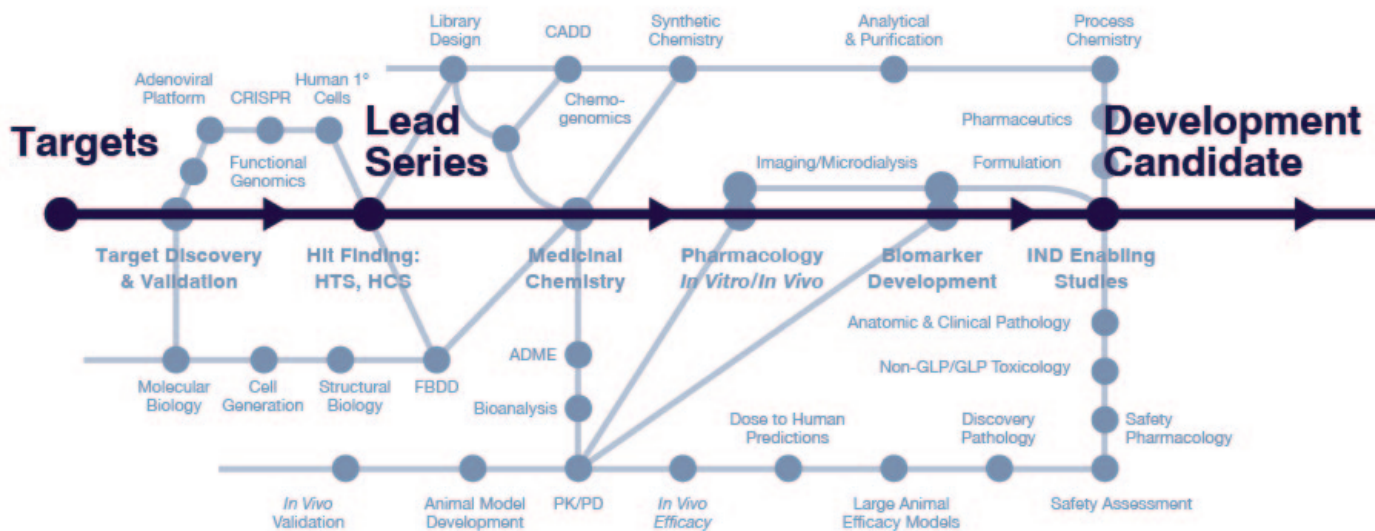 Library
Design
CADD
Synthetic
Chemistry
Analytical
& Purification
Process
Chemistry
Adenoviral
Platform
CRISPR
Human 1º
Cells
Chemo-
genomics
Pharmaceutics
Targets
Lead
Series
Development
Candidate
Functional
Genomics
Imaging/Microdialysis
Formulation
Target Discovery
& Validation
Hit Finding:
HTS, HCS
Medicinal
Chemistry
Pharmacology
In Vitro/In Vivo
Biomarker
Development
IND Enabling
Studies
Anatomic & Clinical Pathology
ADME
Non-GLP/GLP Toxicology
Molecular
Biology
Cell
Generation
Structural
Biology
FBDD
Bioanalysis
Dose to Human
Predictions
Discovery
Pathology
Safety
Pharmacology
In Vivo
Validation
Animal Model
Development
PK/PD
In Vivo
Efficacy
Large Animal
Efficacy Models
Safety Assessment